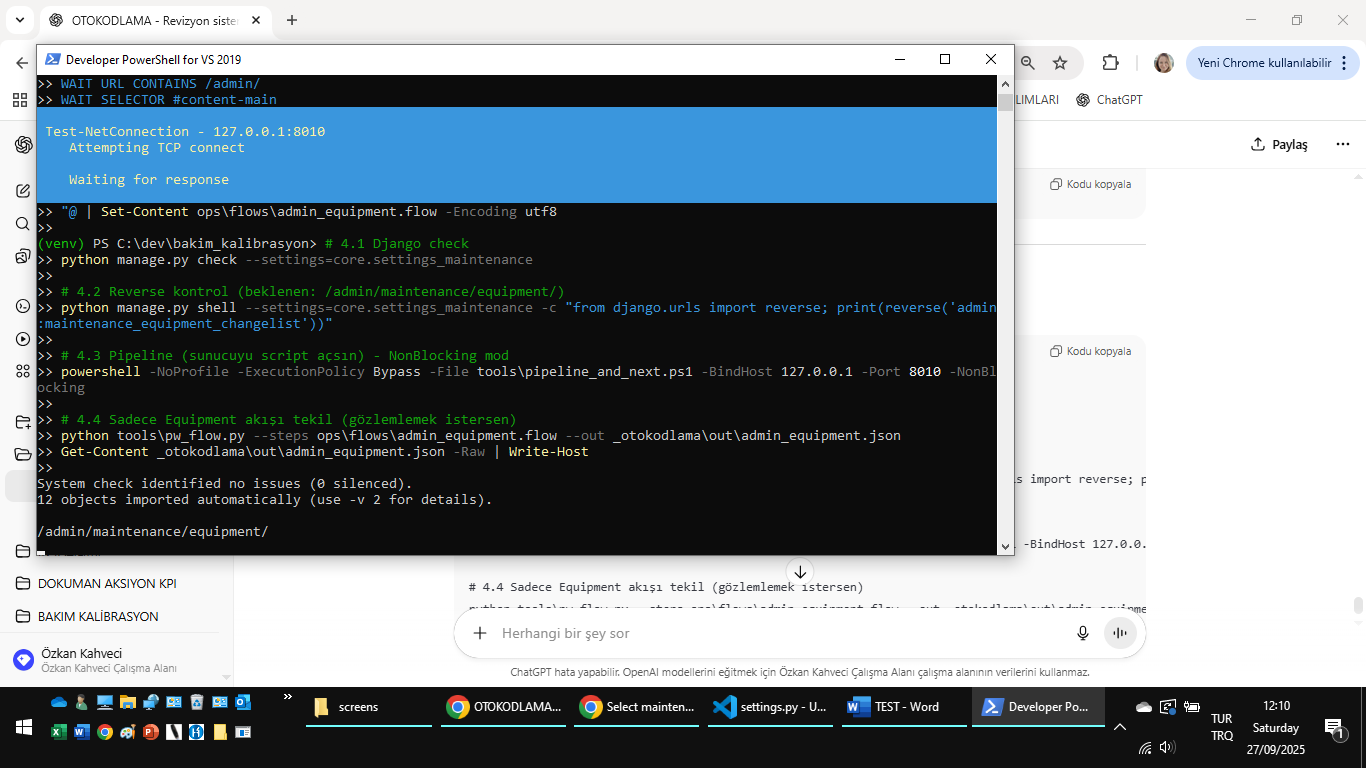 OTOKODLAMA - Revizyon siste
Yeni Chrome kullanılabilir
LIMLARI
ChatGPT
Paylaş
Developer PowerShell for VS 2019
>> WAIT URL CONTAINS /admin/
>> WAIT SELECTOR #content-main
Test-NetConnection - 127.0.0.1:8010
Attempting TCP connect
Waiting for response
>> "@ | Set-Content ops\flows\admin_equipment.flow -Encoding utf8
>>
(venv) PS C:\dev\bakim_kalibrasyon> # 4.1 Django check
>> python manage.py check --settings=core.settings_maintenance
>>
>> # 4.2 Reverse kontrol (beklenen: /admin/maintenance/equipment/)
>> python manage.py shell --settings=core.settings_maintenance -c "from django.urls import reverse; print(reverse('admin
:maintenance_equipment_changelist'))"
>>
>> # 4.3 Pipeline (sunucuyu script açsın) - NonBlocking mod
>> powershell -NoProfile -ExecutionPolicy Bypass -File tools\pipeline_and_next.ps1 -BindHost 127.0.0.1 -Port 8010 -NonBl
ocking
>>
>> # 4.4 Sadece Equipment akışı tekil (gözlemlemek istersen)
>> python tools\pw_flow.py --steps ops\flows\admin_equipment.flow --out _otokodlama\out\admin_equipment.json
>> Get-Content _otokodlama\out\admin_equipment.json -Raw | Write-Host
>>
System check identified no issues (0 silenced).
12 objects imported automatically (use -v 2 for details).
/admin/maintenance/equipment/
Kodu kopyala
Kodu kopyala
s import reverse; p
-BindHost 127.0.0.
# 4.4 Sadece Equipment akışı tekil (gözlemlemek istersen)
DOKUMAN AKSIYON KPI
BAKIM KALİBRASYON
Özkan Kahveci
Özkan Kahveci Çalışma Alanı
Herhangi bir şey sor
ChatGPT hata yapabilir. OpenAI modellerini eğitmek için Özkan Kahveci Çalışma Alanı çalışma alanının verilerini kullanmaz.
screens
OTOKODLAMA...
Select mainten...
settings.py - U...
TEST - Word
Developer Po...
TUR
TRQ
12:10
Saturday
27/09/2025
1